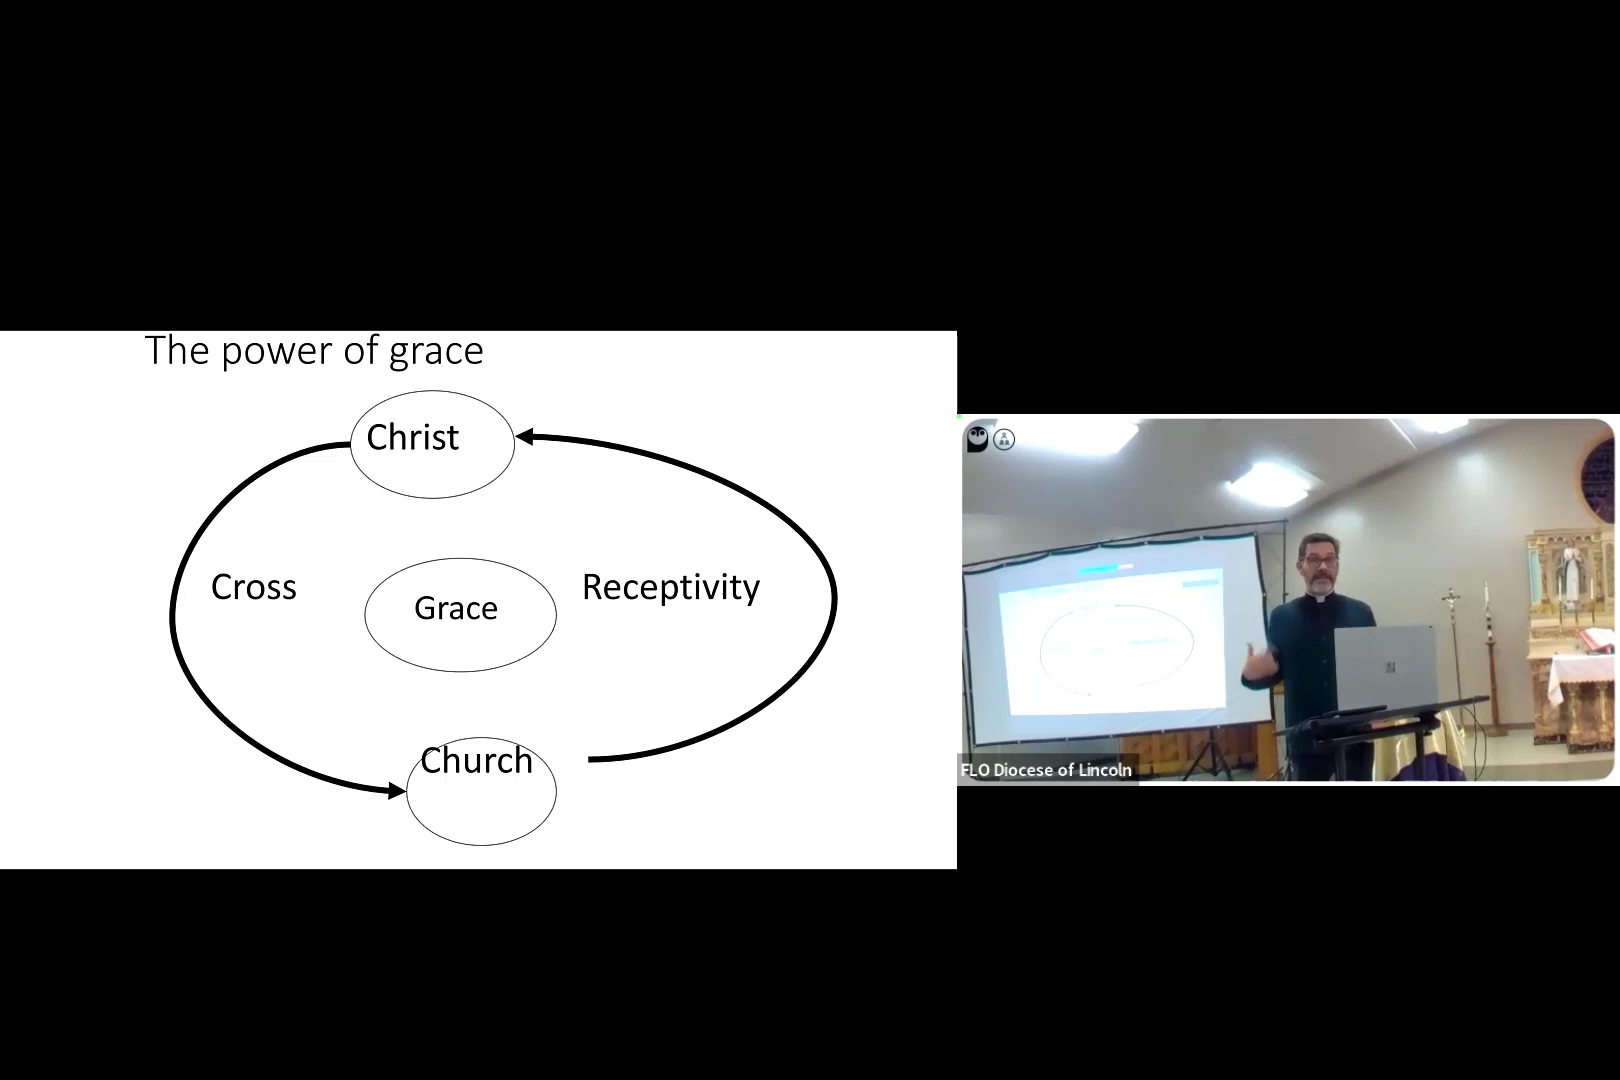 The power of grace
Christ
Cross
Grace
Receptivity
Church
FLO Diocese of Lincoln